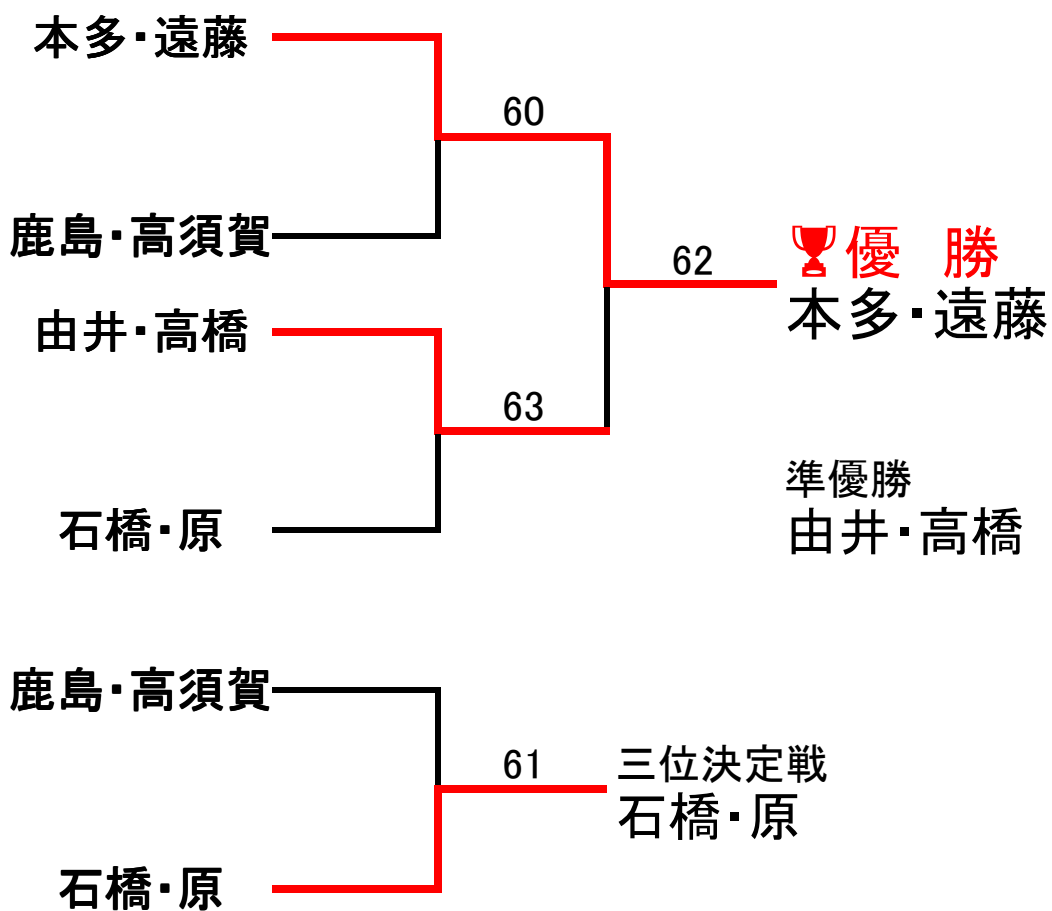 本多・遠藤
60
鹿島・高須賀
62
優　勝
本多・遠藤
由井・高橋
63
準優勝
由井・高橋
石橋・原
鹿島・高須賀
61
三位決定戦
石橋・原
石橋・原